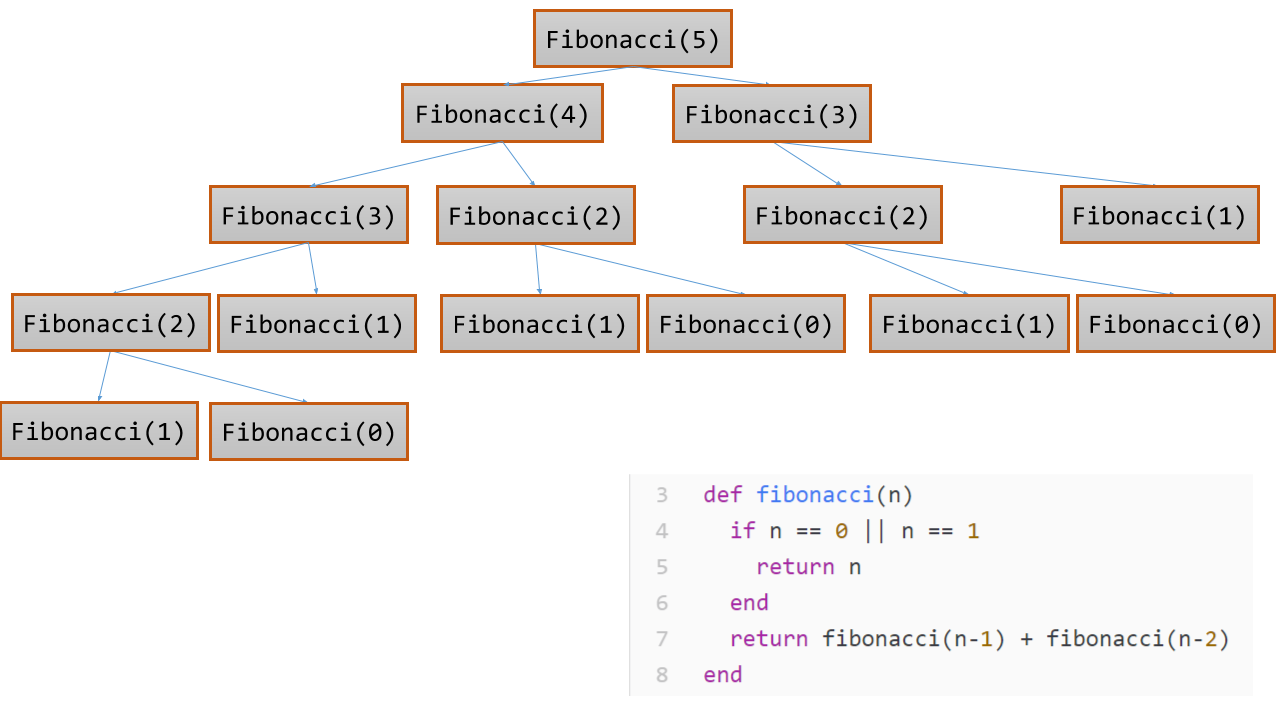 Fibonacci(5)
Fibonacci(4)
Fibonacci(3)
Fibonacci(3)
Fibonacci(2)
Fibonacci(2)
Fibonacci(1)
Fibonacci(2)
Fibonacci(1)
Fibonacci(1)
Fibonacci(0)
Fibonacci(1)
Fibonacci(0)
Fibonacci(1)
Fibonacci(0)
3 def fibonacci(n)
4   if n == 0 || n == 1
5     return n
6   end
7   return fibonacci(n-1) + fibonacci(n-2)
8 end